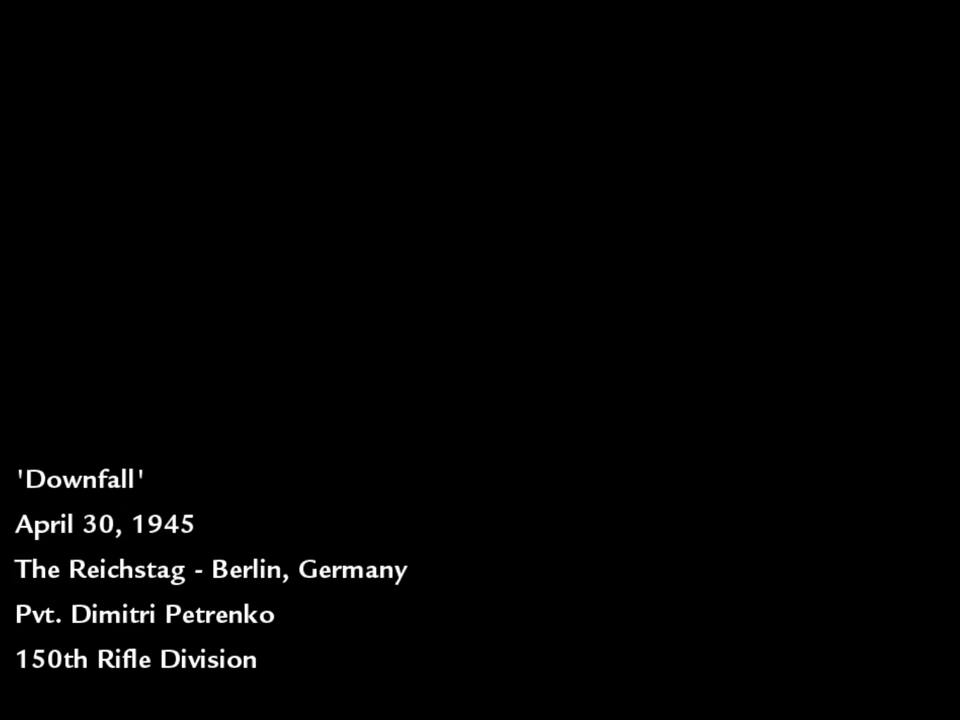 'Downfall'
April 30, 1945
The Reichstag - Berlin, Germany
Pvt. Dimitri Petrenko
150th Rifle Division